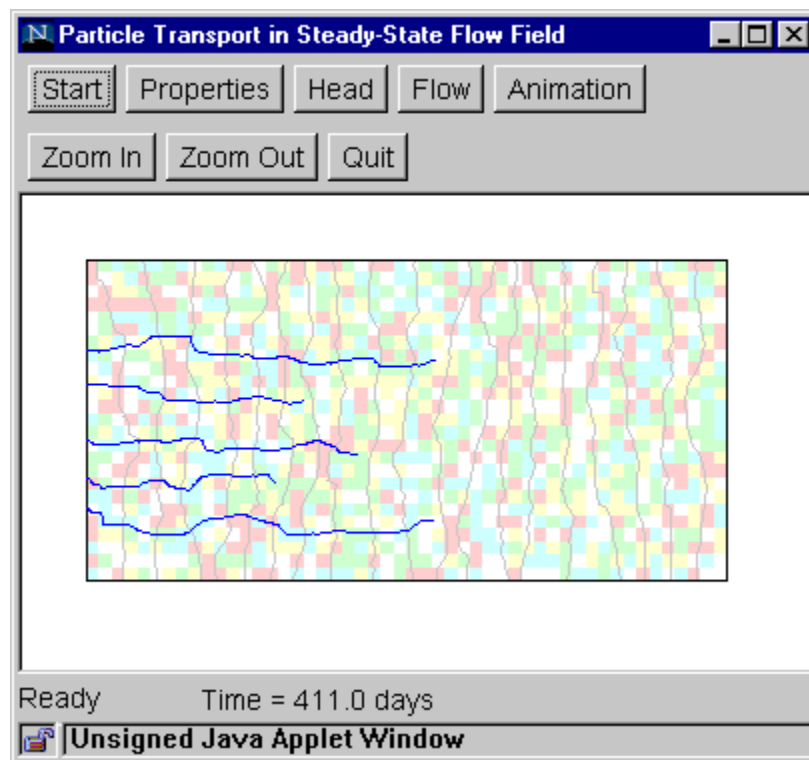 N Particle Transport in Steady-State Flow Field
Start Properties Head Flow Animation
Zoom In Zoom Out Quit
Ready Time = 411.0 days
Unsigned Java Applet Window